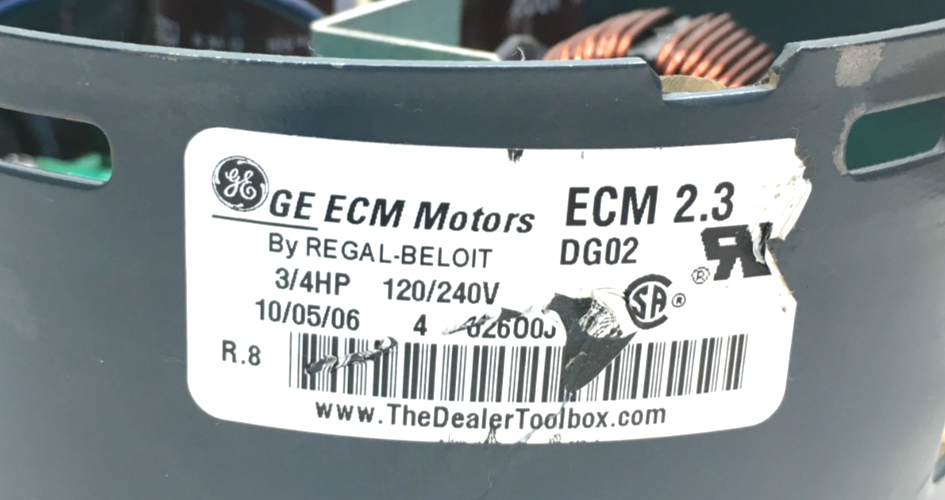 GE
GE ECM Motors
ECM 2.3
By REGAL-BELOIT
DG02
3/4HP 120/240V
10/05/06 4
R.8
SA ®
®
www.TheDealerToolbox.com